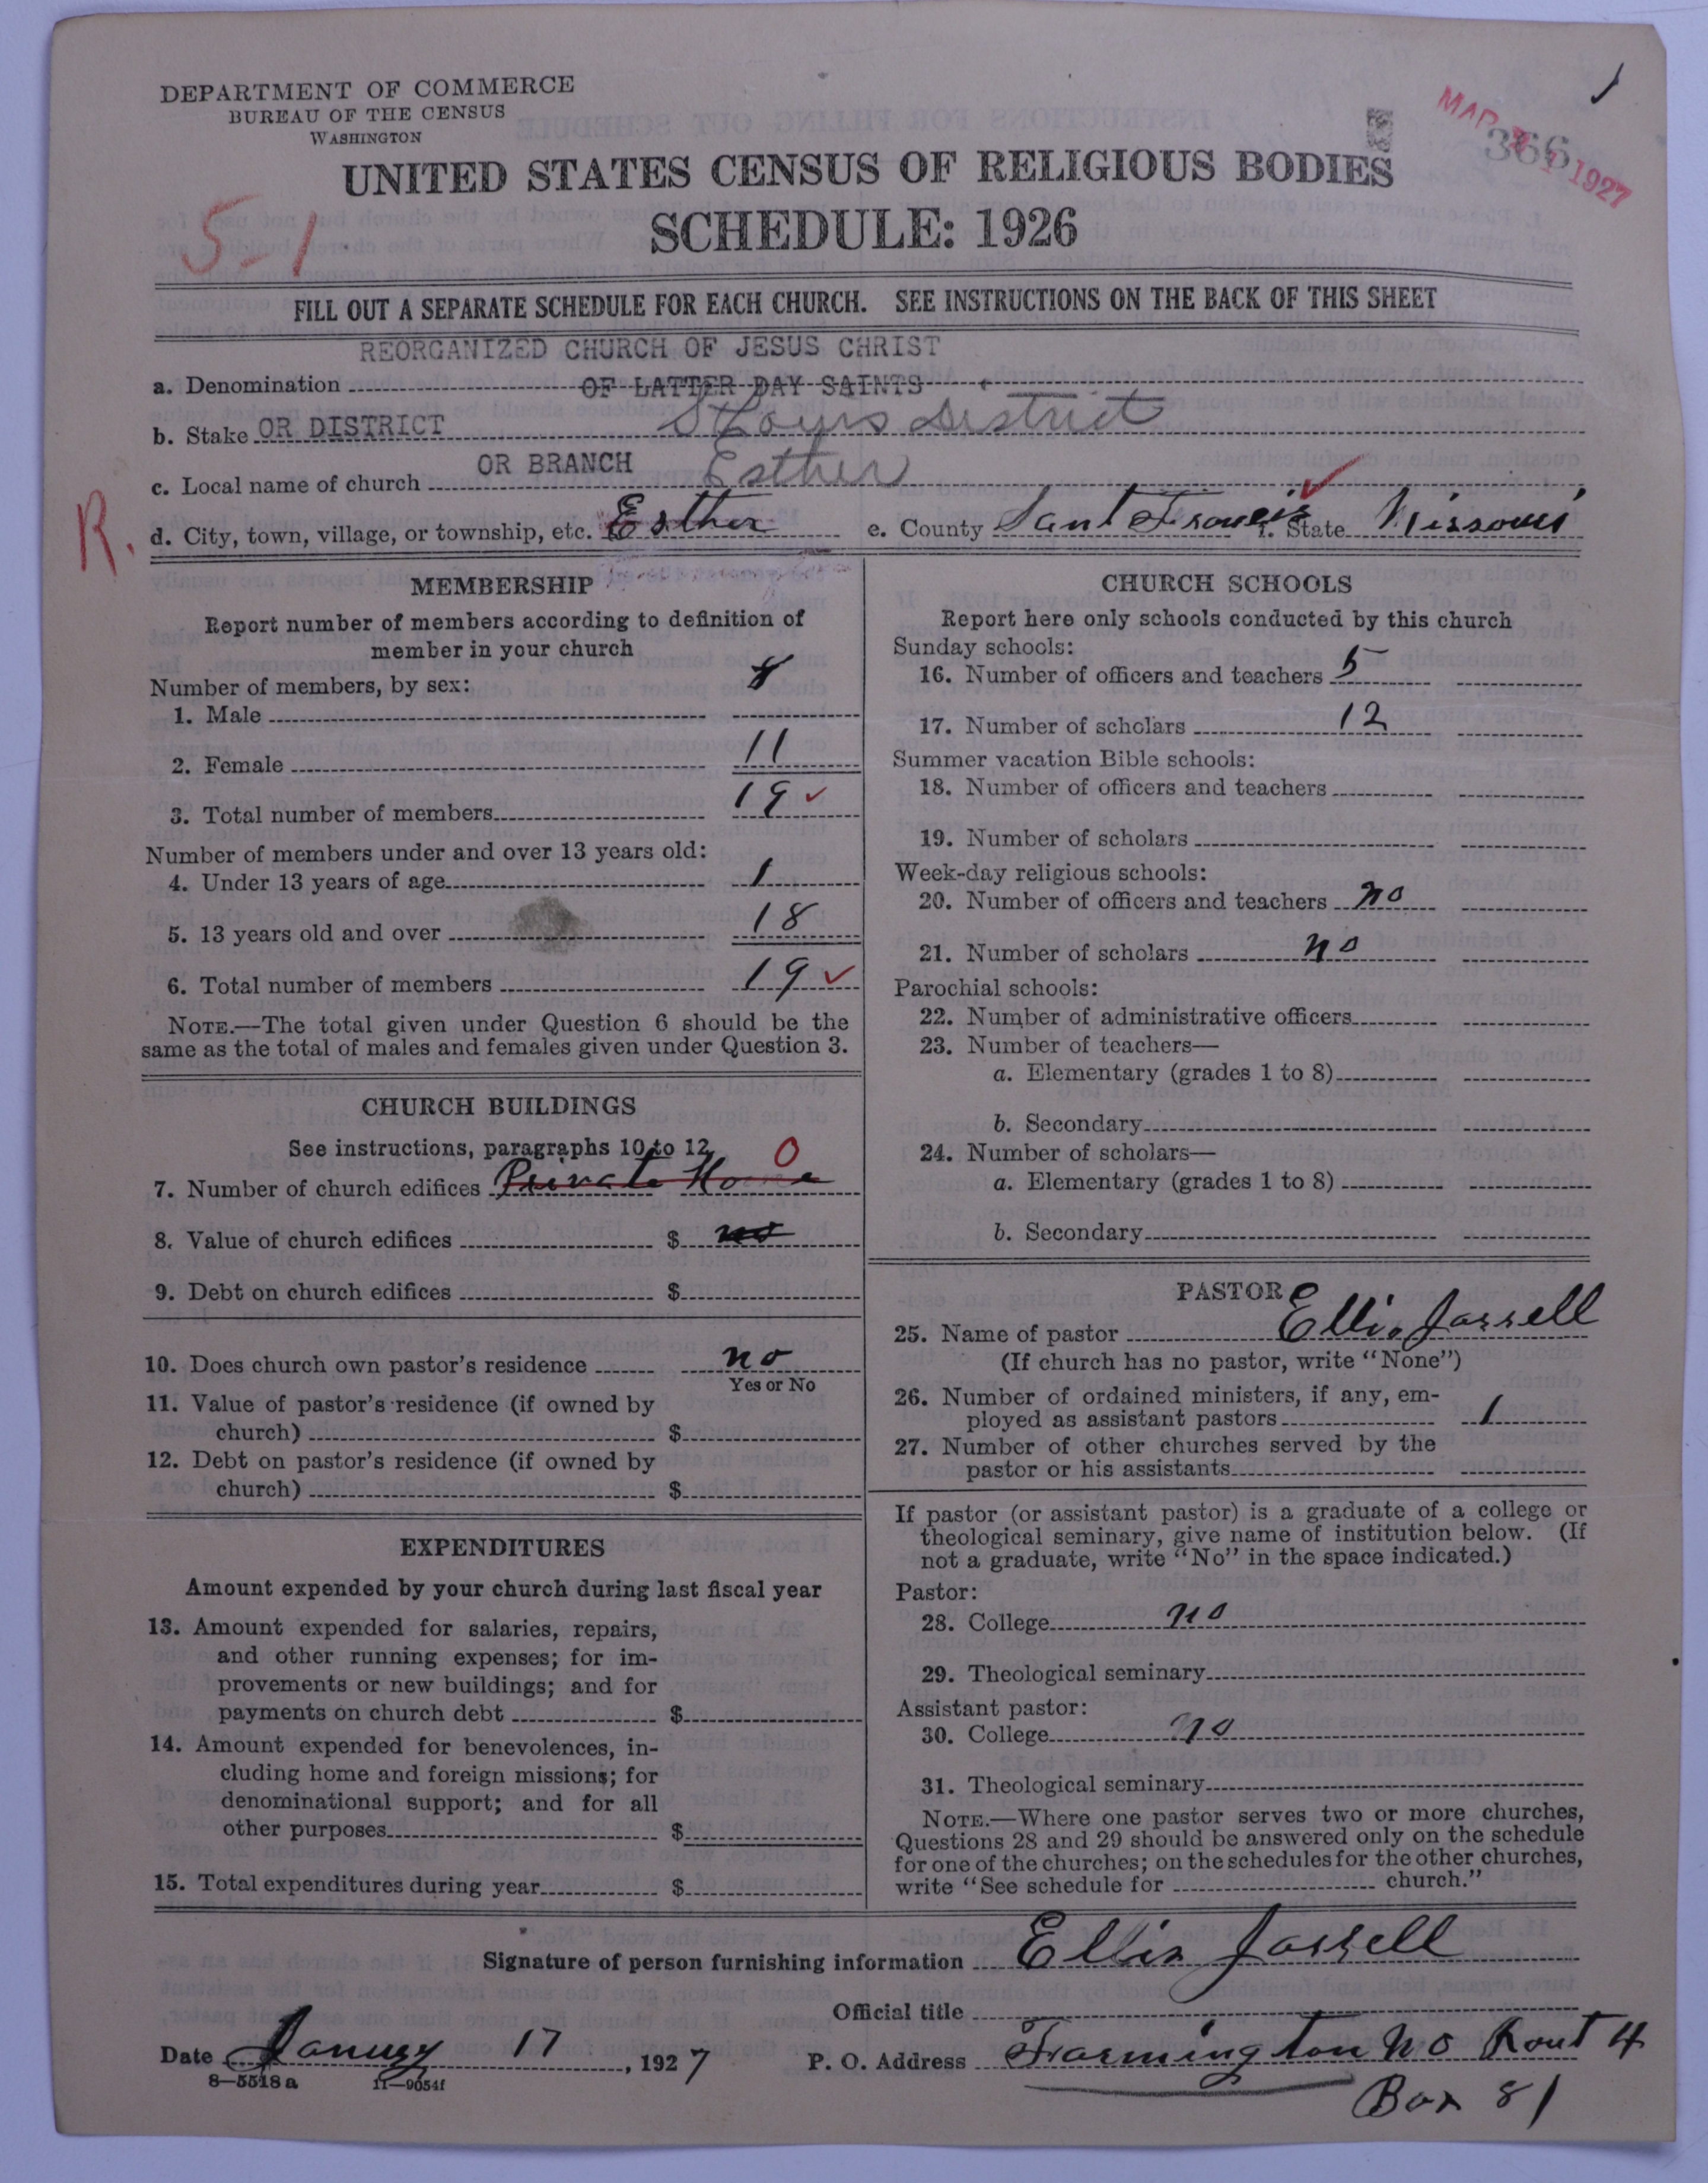 DEPARTMENT OF COMMERCE
BUREAU OF THE CENSUS
WASHINGTON
MAR 1927
366
UNITED STATES CENSUS OF RELIGIOUS BODIES
SCHEDULE: 1926
5-1
FILL OUT A SEPARATE SCHEDULE FOR EACH CHURCH. SEE INSTRUCTIONS ON THE BACK OF THIS SHEET
REORGANIZED CHURCH OF JESUS CHRIST
a. Denomination OF LATTER DAY SAINTS
b. Stake OR DISTRICT St Louis District
OR BRANCH
c. Local name of church Esther
R.
d. City, town, village, or township, etc. Esther e. County Sant Francis f. State Missouri
MEMBERSHIP
Report number of members according to definition of
member in your church
Number of members, by sex:
1. Male 8
2. Female 11
3. Total number of members 19
Number of members under and over 13 years old:
4. Under 13 years of age 1
5. 13 years old and over 18
6. Total number of members 19
NOTE.—The total given under Question 6 should be the
same as the total of males and females given under Question 3.
CHURCH BUILDINGS
See instructions, paragraphs 10 to 12
0
7. Number of church edifices Private Home
8. Value of church edifices $ no
9. Debt on church edifices $
10. Does church own pastor's residence no
Yes or No
11. Value of pastor's residence (if owned by
church) $
12. Debt on pastor's residence (if owned by
church) $
EXPENDITURES
Amount expended by your church during last fiscal year
13. Amount expended for salaries, repairs,
and other running expenses; for im-
provements or new buildings; and for
payments on church debt $
14. Amount expended for benevolences, in-
cluding home and foreign missions; for
denominational support; and for all
other purposes $
15. Total expenditures during year $
CHURCH SCHOOLS
Report here only schools conducted by this church
Sunday schools:
16. Number of officers and teachers 5
17. Number of scholars 12
Summer vacation Bible schools:
18. Number of officers and teachers
19. Number of scholars
Week-day religious schools:
20. Number of officers and teachers no
21. Number of scholars no
Parochial schools:
22. Number of administrative officers
23. Number of teachers—
a. Elementary (grades 1 to 8)
b. Secondary
24. Number of scholars—
a. Elementary (grades 1 to 8)
b. Secondary
PASTOR
25. Name of pastor Ellis Jarrell
(If church has no pastor, write "None")
26. Number of ordained ministers, if any, em-
ployed as assistant pastors 1
27. Number of other churches served by the
pastor or his assistants
If pastor (or assistant pastor) is a graduate of a college or
theological seminary, give name of institution below. (If
not a graduate, write "No" in the space indicated.)
Pastor:
28. College no
29. Theological seminary
Assistant pastor:
30. College no
31. Theological seminary
NOTE.—Where one pastor serves two or more churches,
Questions 28 and 29 should be answered only on the schedule
for one of the churches; on the schedules for the other churches,
write "See schedule for church."
Signature of person furnishing information Ellis Jarrell
Official title
Date January 17, 1927 P. O. Address Farmington Mo Rout 4
8—5518a 11—9054f
Box 81